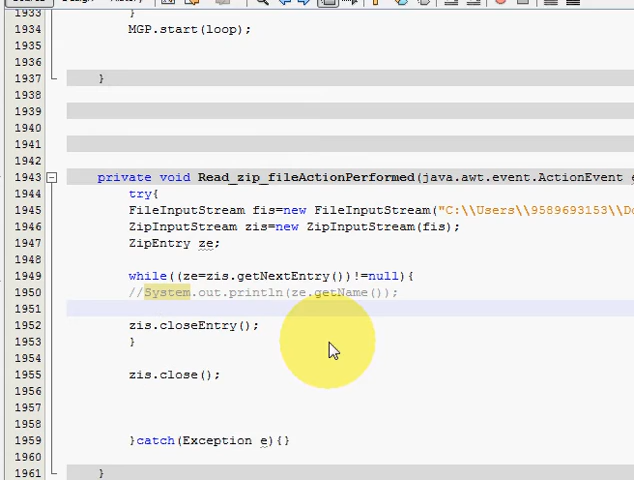 1933 }
1934 MGP.start(loop);
1935
1936
1937 }
1938
1939
1940
1941
1942
1943 private void Read_zip_fileActionPerformed(java.awt.event.ActionEvent e
1944 try{
1945 FileInputStream fis=new FileInputStream("C:\\Users\\9589693153\\Do
1946 ZipInputStream zis=new ZipInputStream(fis);
1947 ZipEntry ze;
1948
1949 while((ze=zis.getNextEntry())!=null){
1950 //System.out.println(ze.getName());
1951
1952 zis.closeEntry();
1953 }
1954
1955 zis.close();
1956
1957
1958
1959 }catch(Exception e){}
1960
1961 }